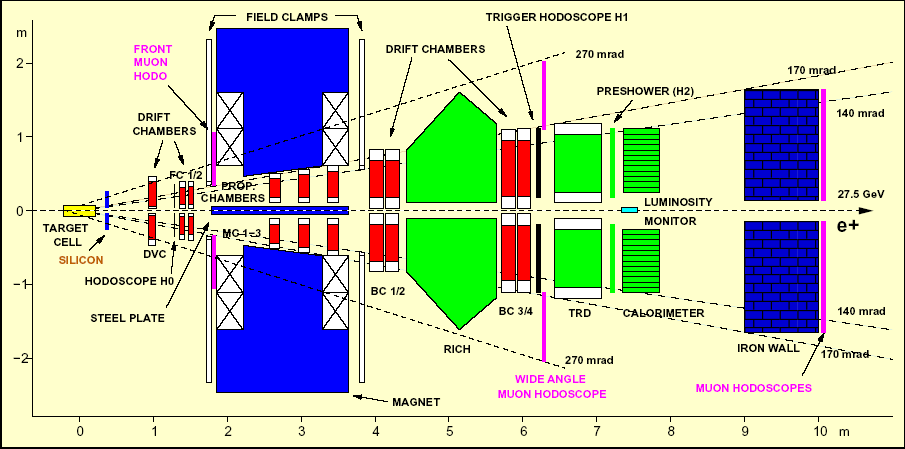 FIELD CLAMPS
TRIGGER HODOSCOPE H1
m
FRONT
MUON
HODO
DRIFT CHAMBERS
270 mrad
170 mrad
2
PRESHOWER (H2)
DRIFT
CHAMBERS
140 mrad
1
FC 1/2
PROP.
CHAMBERS
27.5 GeV
LUMINOSITY
0
MONITOR
e+
TARGET
CELL
MC 1-3
SILICON
DVC
HODOSCOPE H0
−1
BC 1/2
STEEL PLATE
BC 3/4
TRD
CALORIMETER
140 mrad
RICH
IRON WALL
170 mrad
−2
270 mrad
WIDE ANGLE
MUON HODOSCOPE
MUON HODOSCOPES
MAGNET
0 1 2 3 4 5 6 7 8 9 10 m